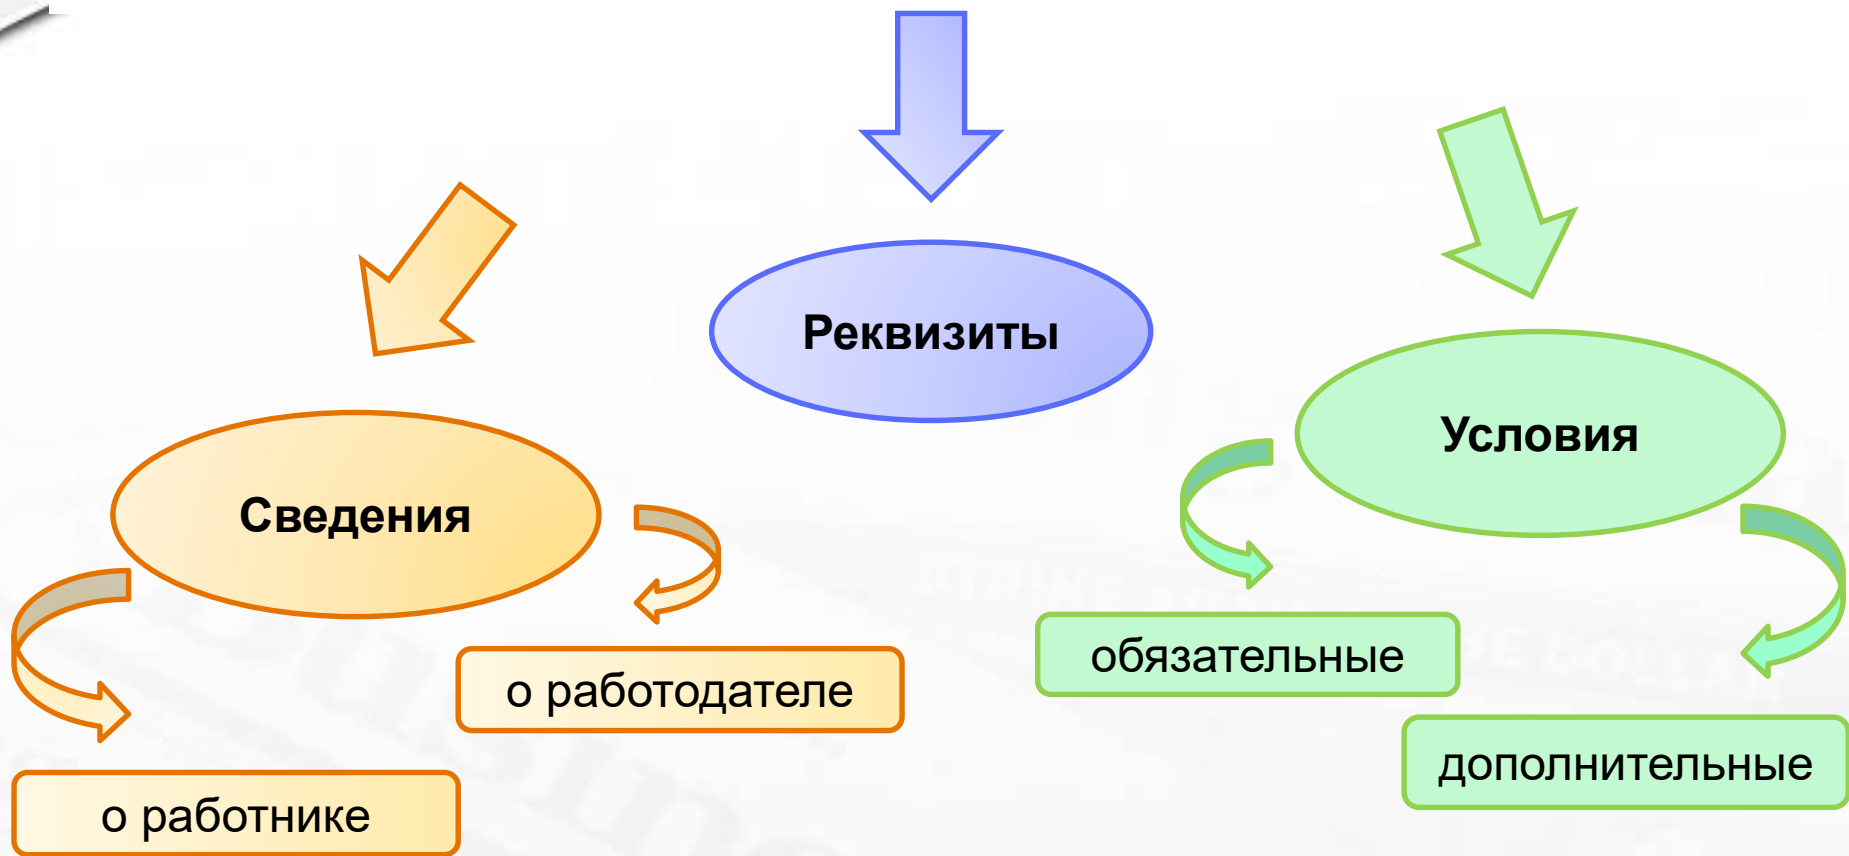 Реквизиты
Условия
Сведения
обязательные
о работодателе
дополнительные
о работнике